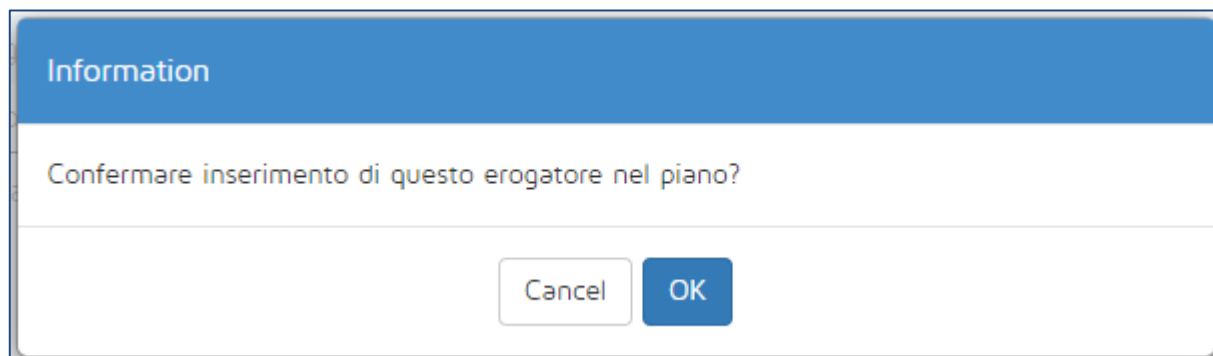 Information
Confermare inserimento di questo erogatore nel piano?
Cancel OK